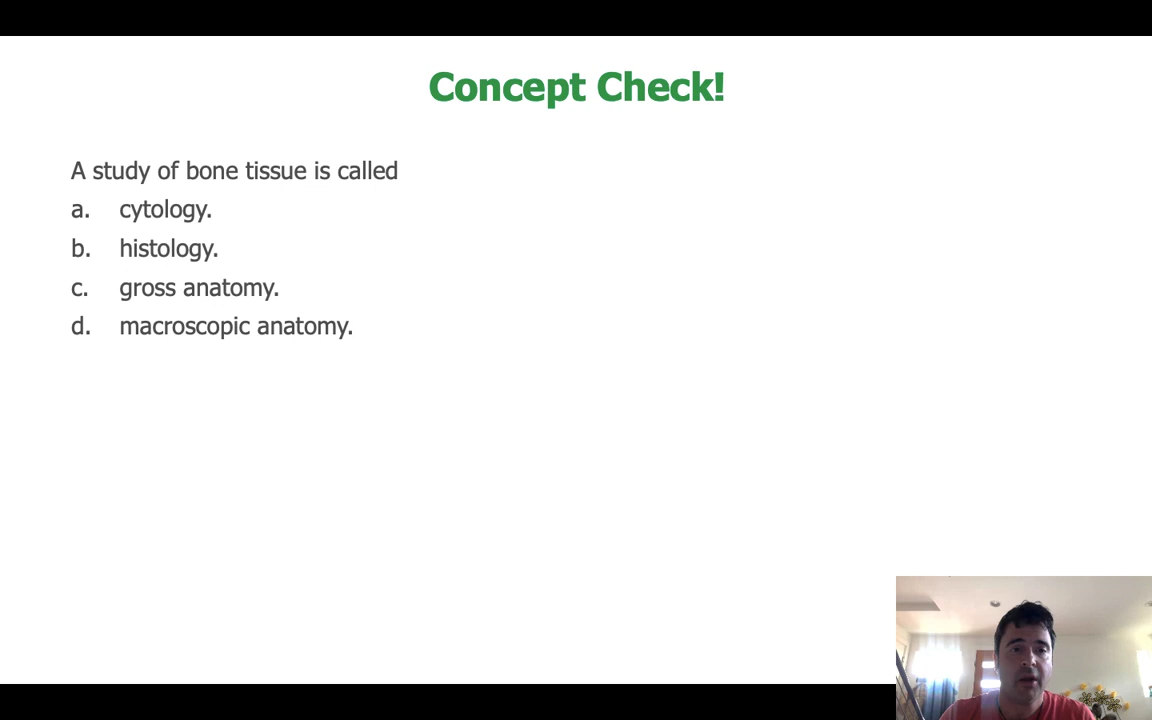 Concept Check!
A study of bone tissue is called
a. cytology.
b. histology.
c. gross anatomy.
d. macroscopic anatomy.